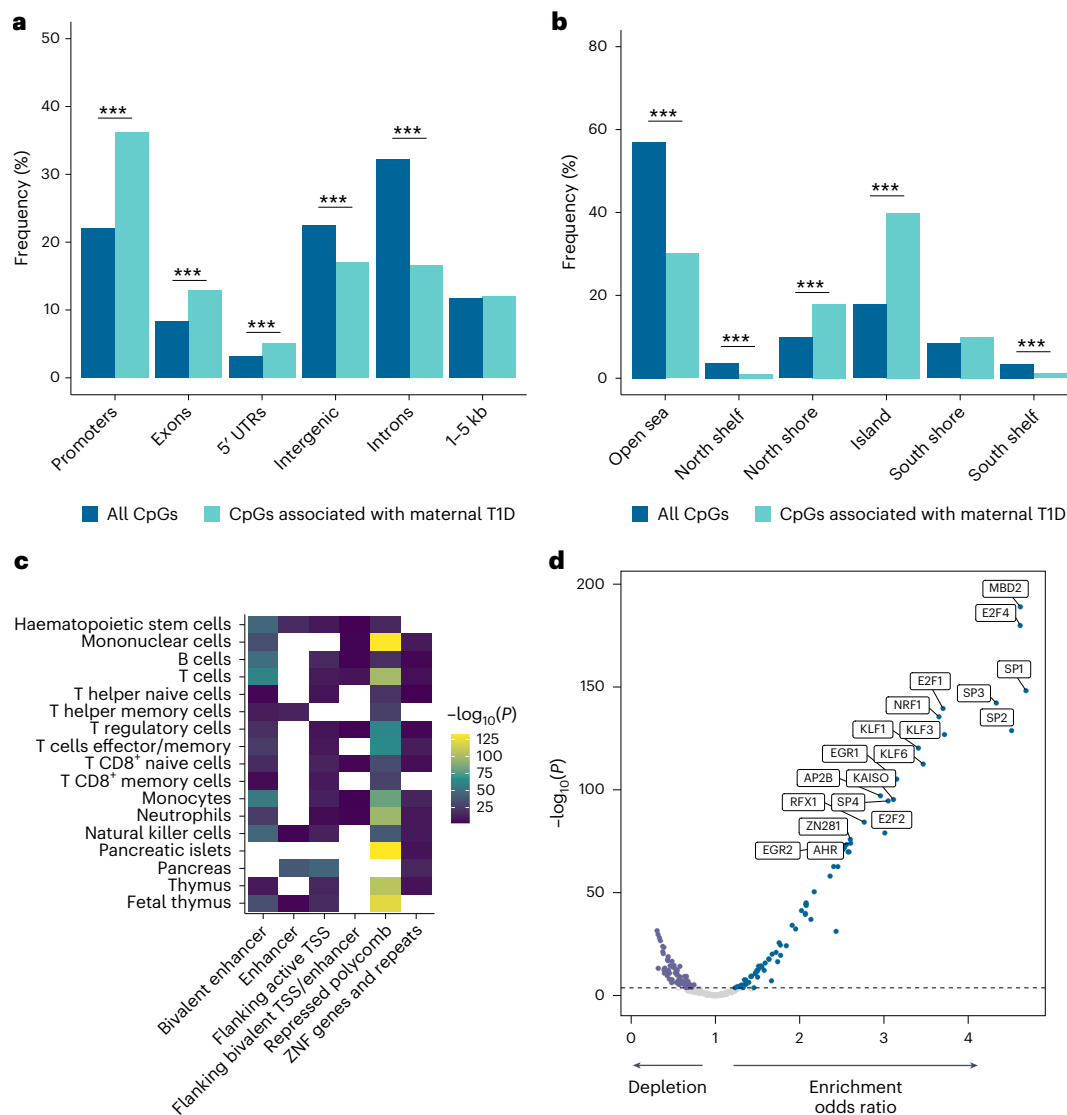 a
Frequency (%)
50
40
30
20
10
0
***
***
***
***
***
Promoters
Exons
5′ UTRs
Intergenic
Introns
1–5 kb
All CpGs
CpGs associated with maternal T1D
b
Frequency (%)
80
60
40
20
0
***
***
***
***
***
Open sea
North shelf
North shore
Island
South shore
South shelf
All CpGs
CpGs associated with maternal T1D
c
Haematopoietic stem cells
Mononuclear cells
B cells
T cells
T helper naive cells
T helper memory cells
T regulatory cells
T cells effector/memory
T CD8+ naive cells
T CD8+ memory cells
Monocytes
Neutrophils
Natural killer cells
Pancreatic islets
Pancreas
Thymus
Fetal thymus
Bivalent enhancer
Enhancer
Flanking active TSS
Flanking bivalent TSS/enhancer
Repressed polycomb
ZNF genes and repeats
–log10(P)
125
100
75
50
25
d
–log10(P)
200
150
100
50
0
MBD2
E2F4
SP1
E2F1
SP3
NRF1
SP2
KLF1
KLF3
EGR1
KLF6
AP2B
KAISO
RFX1
SP4
E2F2
ZN281
EGR2
AHR
0
1
2
3
4
Depletion
Enrichment
odds ratio